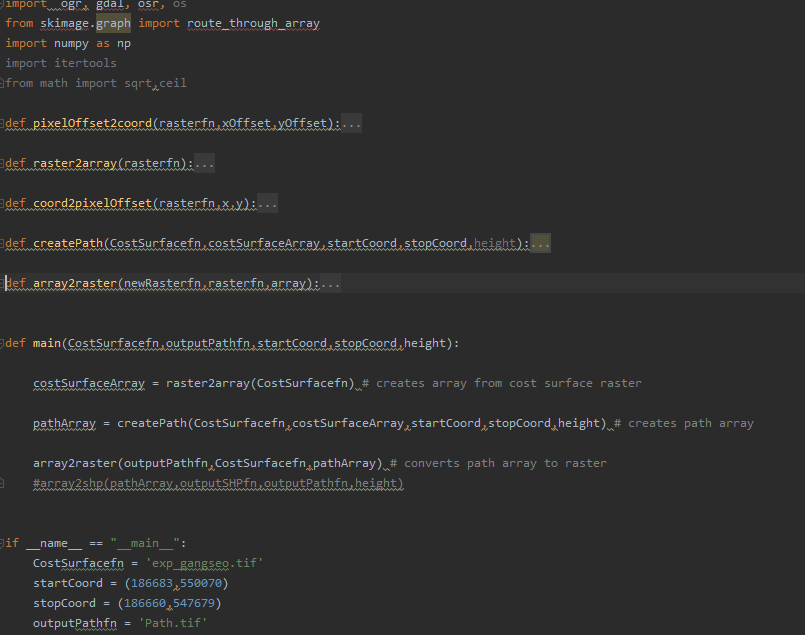 import ogr, gdal, osr, os
from skimage.graph import route_through_array
import numpy as np
import itertools
from math import sqrt,ceil
def pixelOffset2coord(rasterfn,xOffset,yOffset):...
def raster2array(rasterfn):...
def coord2pixelOffset(rasterfn,x,y):...
def createPath(CostSurfacefn,costSurfaceArray,startCoord,stopCoord,height):...
def array2raster(newRasterfn,rasterfn,array):...
def main(CostSurfacefn,outputPathfn,startCoord,stopCoord,height):
costSurfaceArray = raster2array(CostSurfacefn) # creates array from cost surface raster
pathArray = createPath(CostSurfacefn,costSurfaceArray,startCoord,stopCoord,height) # creates path array
array2raster(outputPathfn,CostSurfacefn,pathArray) # converts path array to raster
#array2shp(pathArray,outputSHPfn,outputPathfn,height)
if __name__ == "__main__":
CostSurfacefn = 'exp_gangseo.tif'
startCoord = (186683,550070)
stopCoord = (186660,547679)
outputPathfn = 'Path.tif'